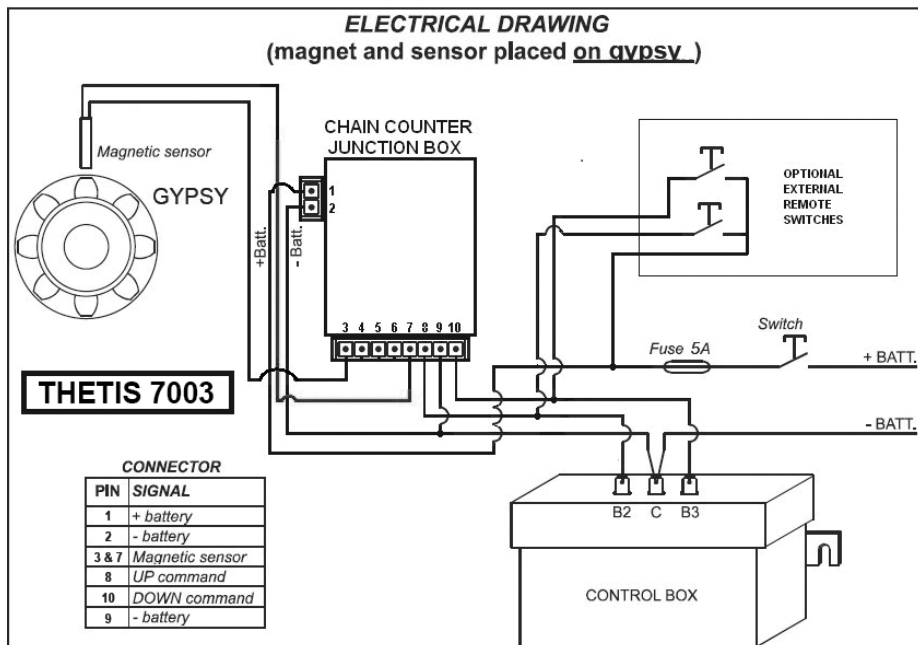 ELECTRICAL DRAWING
(magnet and sensor placed on gypsy )
CHAIN COUNTER
JUNCTION BOX
Magnetic sensor
GYPSY
1
2
+Batt.
- Batt.
3 4 5 6 7 8 9 10
OPTIONAL
EXTERNAL
REMOTE
SWITCHES
Fuse 5A
Switch
+ BATT.
- BATT.
THETIS 7003
CONNECTOR
PIN SIGNAL
1 + battery
2 - battery
3 & 7 Magnetic sensor
8 UP command
10 DOWN command
9 - battery
B2 C B3
CONTROL BOX